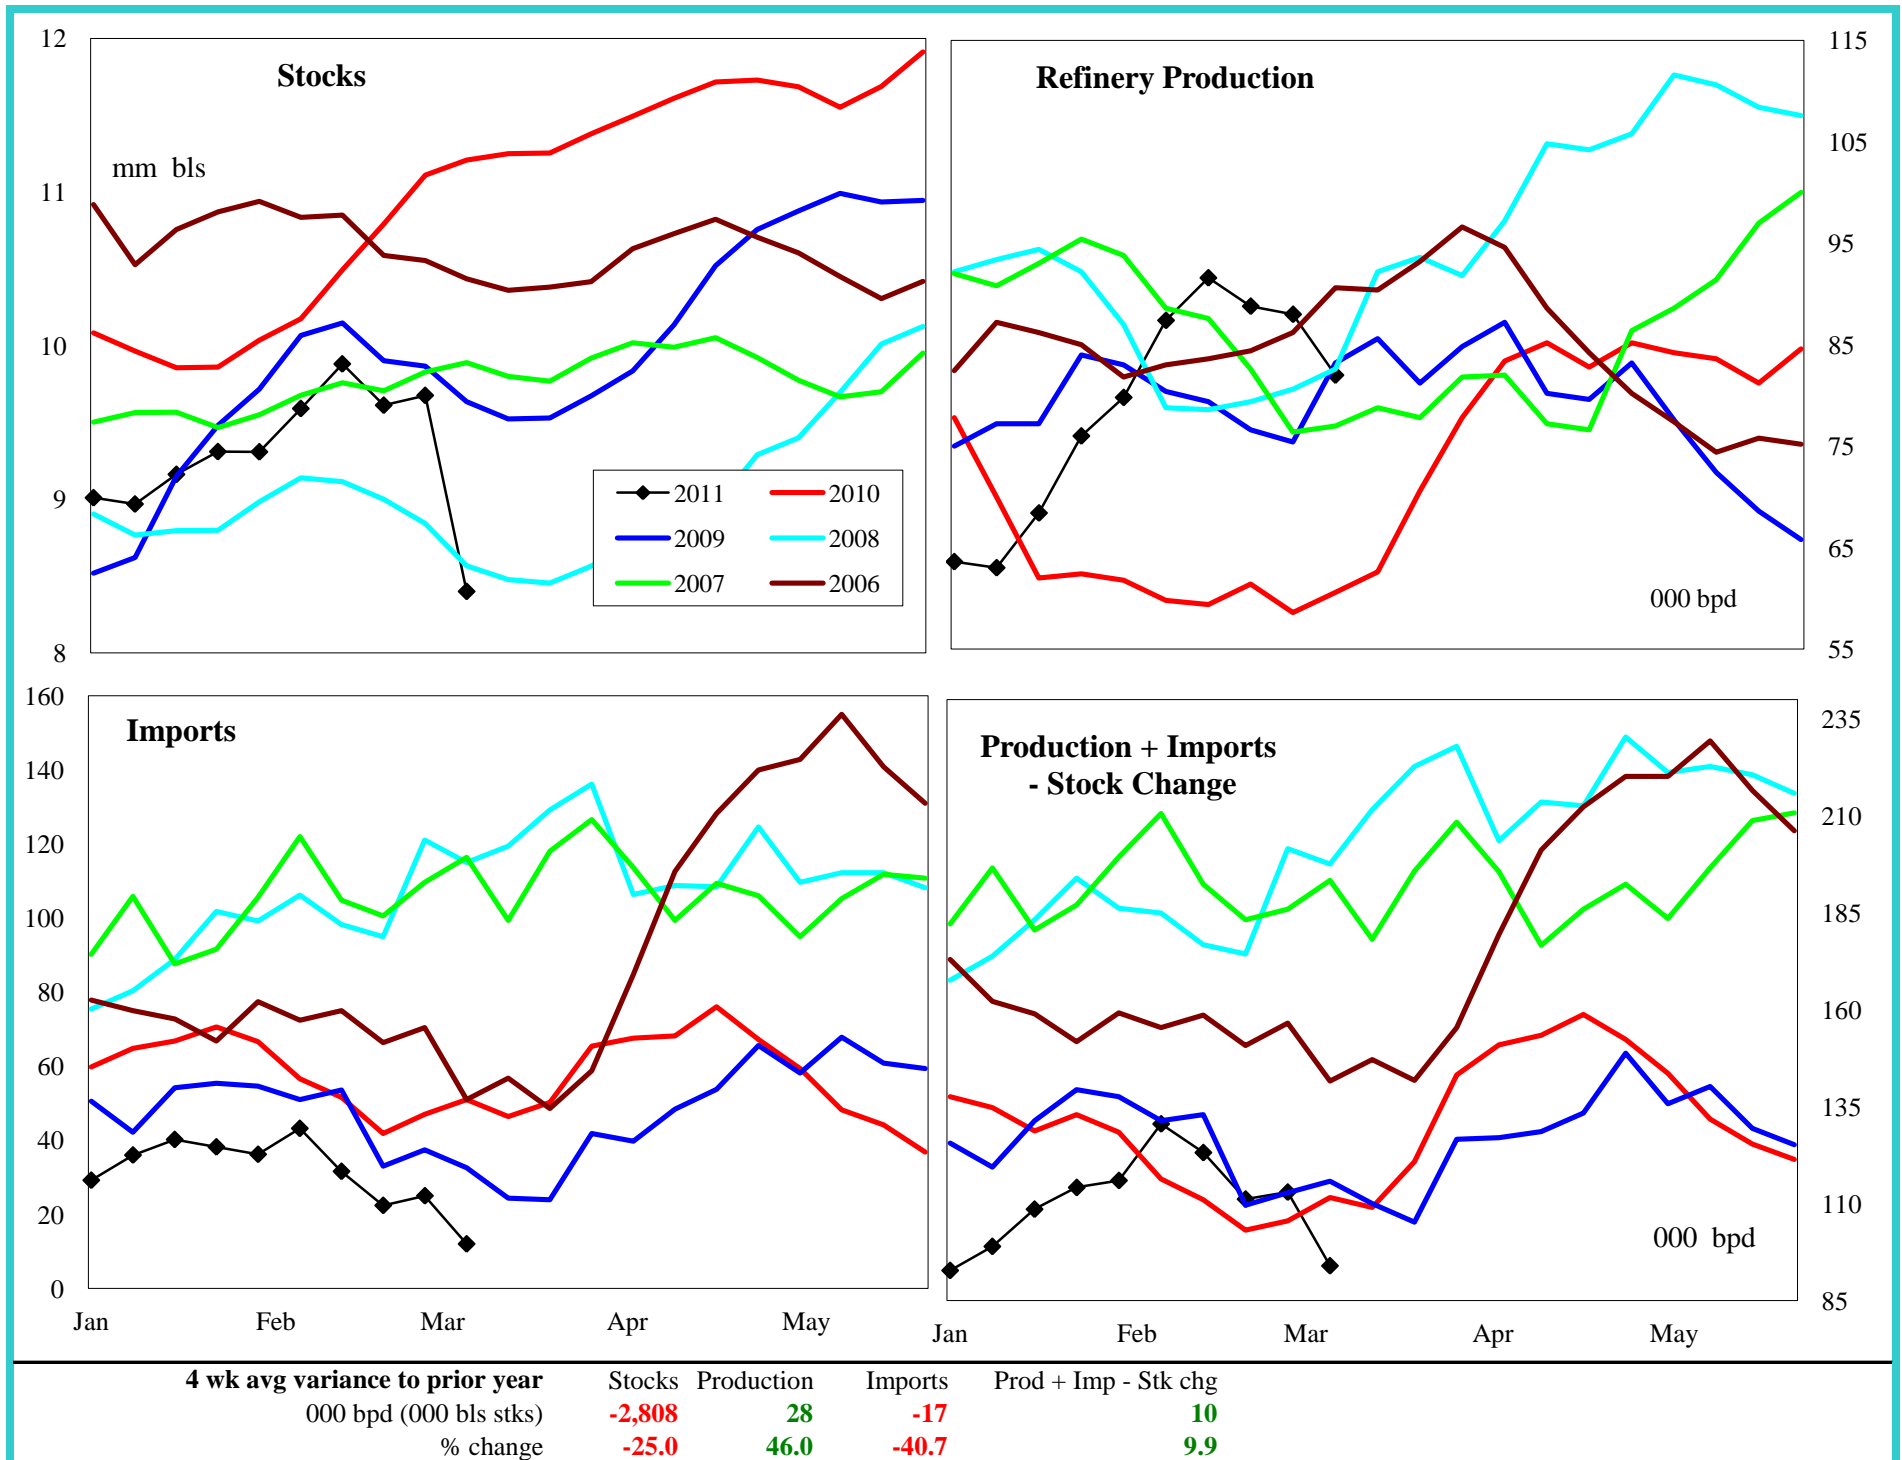 Stocks
mm bls
12
11
10
9
8
2011
2010
2009
2008
2007
2006
Refinery Production
000 bpd
115
105
95
85
75
65
55
Imports
160
140
120
100
80
60
40
20
0
Jan Feb Mar Apr May
Production + Imports
- Stock Change
000 bpd
235
210
185
160
135
110
85
Jan Feb Mar Apr May
4 wk avg variance to prior year Stocks Production Imports Prod + Imp - Stk chg
000 bpd (000 bls stks) -2,808 28 -17 10
% change -25.0 46.0 -40.7 9.9